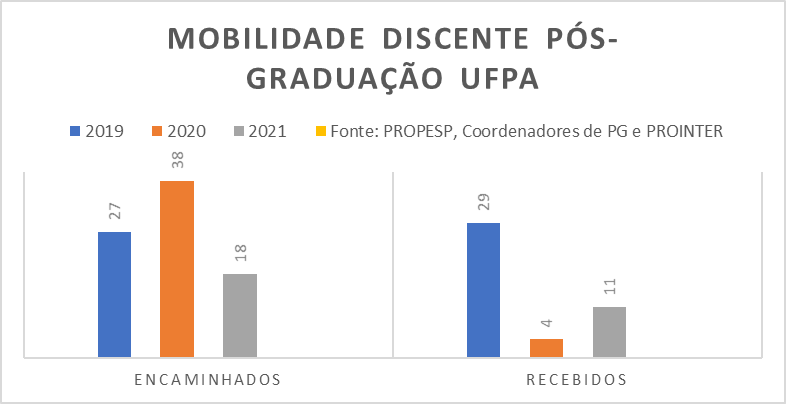 MOBILIDADE DISCENTE PÓS-
GRADUAÇÃO UFPA
2019 2020 2021 Fonte: PROPESP, Coordenadores de PG e PROINTER
27 38 18 29 4 11
ENCAMINHADOS RECEBIDOS